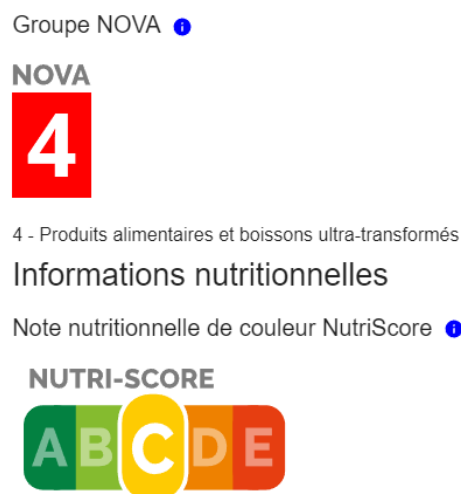 Groupe NOVA
NOVA
4
4 - Produits alimentaires et boissons ultra-transformés
Informations nutritionnelles
Note nutritionnelle de couleur NutriScore
NUTRI-SCORE
A B C D E